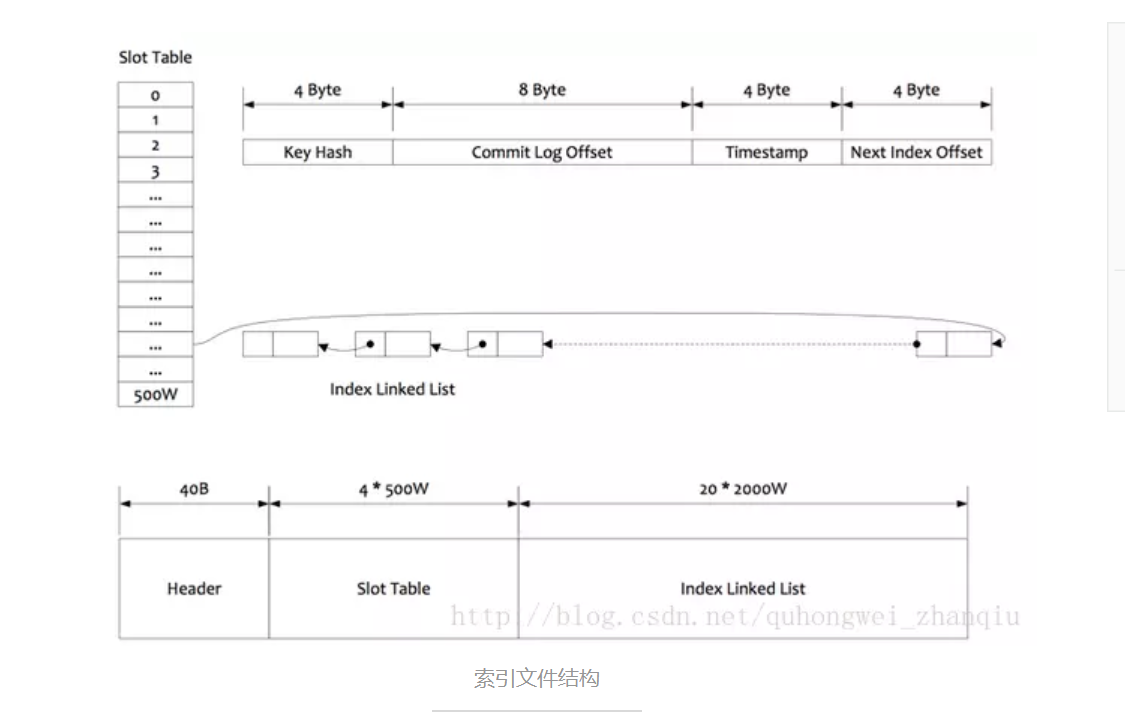 Slot Table
0
1
2
3
...
...
...
...
...
...
...
...
500W
4 Byte 8 Byte 4 Byte 4 Byte
Key Hash Commit Log Offset Timestamp Next Index Offset
Index Linked List
40B 4 * 500W 20 * 2000W
Header Slot Table Index Linked List
http://blog.csdn.net/quhongwei_zhanqiu
索引文件结构